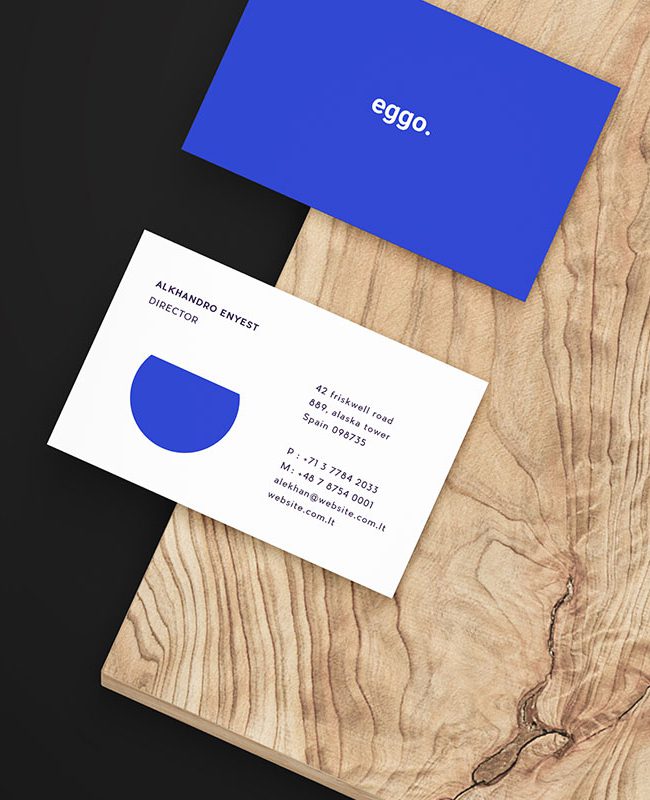 eggo.
ALKHANDRO ENYEST
DIRECTOR
42 friskwell road
889, alaska tower
Spain 098735
P : +71 3 7784 2033
M : +48 7 8754 0001
alekhan@website.com.lt
website.com.lt